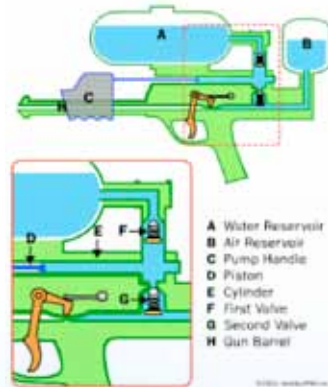 A
B
C
H
D
E
F
G
A Water Reservoir
B Air Reservoir
C Pump Handle
D Piston
E Cylinder
F First Valve
G Second Valve
H Gun Barrel